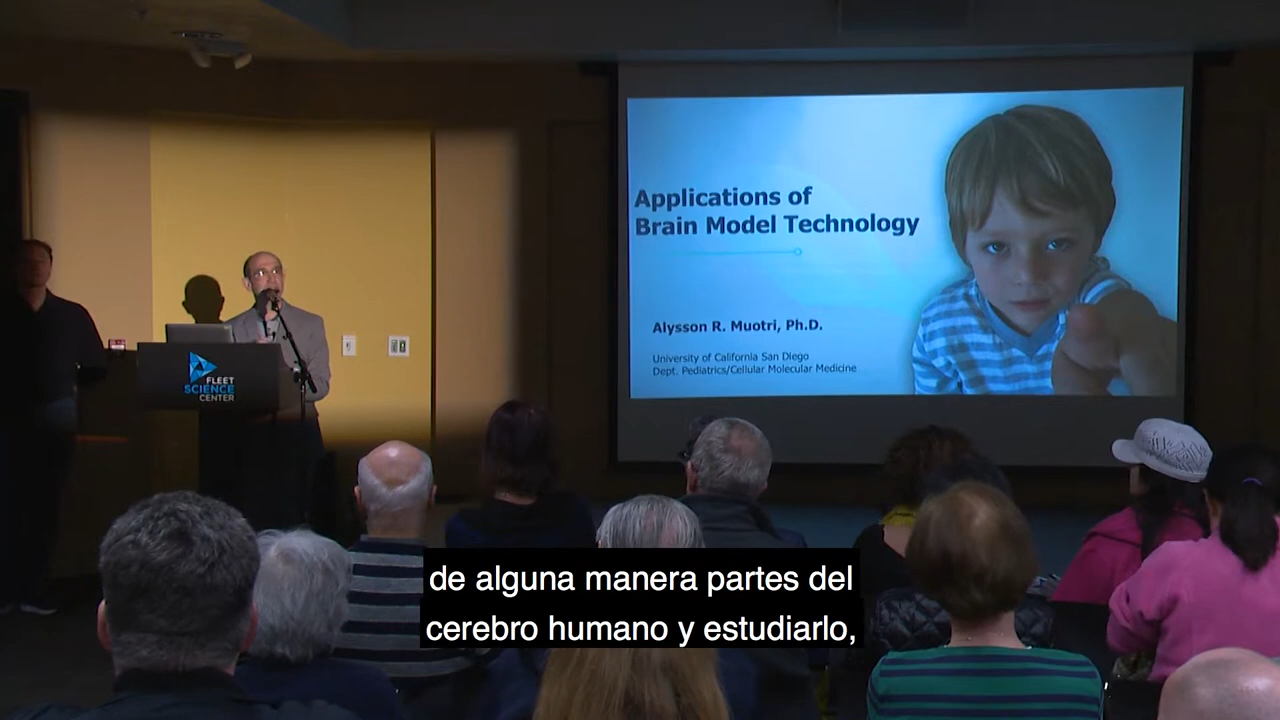 Applications of
Brain Model Technology
Alysson R. Muotri, Ph.D.
University of California San Diego
Dept. Pediatrics/Cellular Molecular Medicine
FLEET
SCIENCE
CENTER
de alguna manera partes del
cerebro humano y estudiarlo,